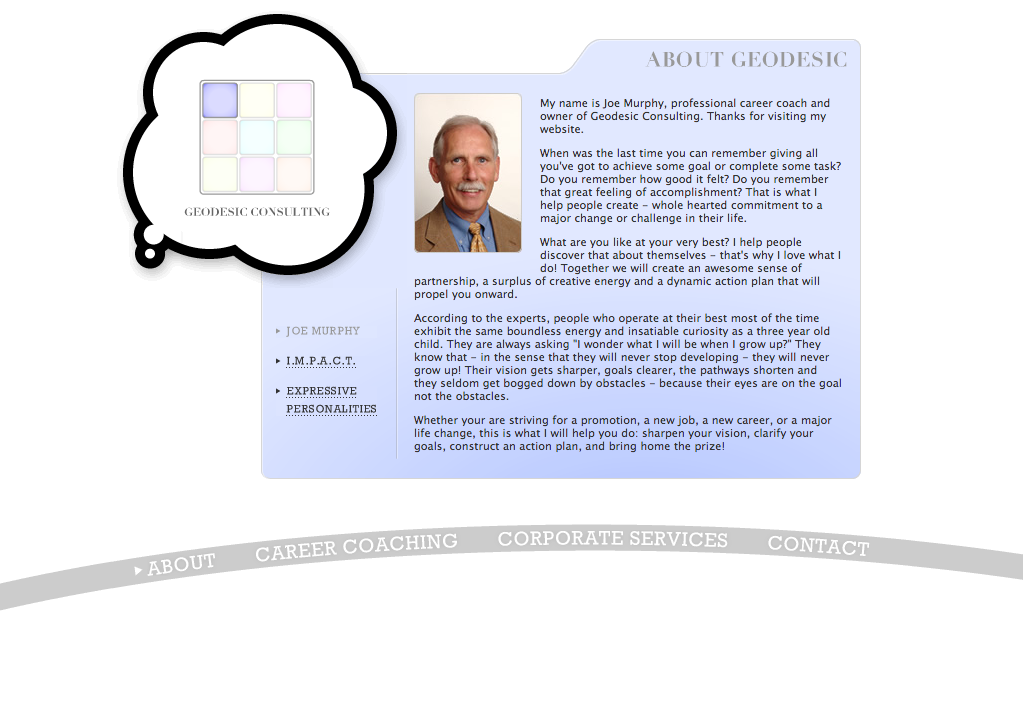 ABOUT GEODESIC
GEODESIC CONSULTING
My name is Joe Murphy, professional career coach and
owner of Geodesic Consulting. Thanks for visiting my
website.
When was the last time you can remember giving all
you've got to achieve some goal or complete some task?
Do you remember how good it felt? Do you remember
that great feeling of accomplishment? That is what I
help people create – whole hearted commitment to a
major change or challenge in their life.
What are you like at your very best? I help people
discover that about themselves – that's why I love what I
do! Together we will create an awesome sense of
partnership, a surplus of creative energy and a dynamic action plan that will
propel you onward.
According to the experts, people who operate at their best most of the time
exhibit the same boundless energy and insatiable curiosity as a three year old
child. They are always asking "I wonder what I will be when I grow up?" They
know that – in the sense that they will never stop developing – they will never
grow up! Their vision gets sharper, goals clearer, the pathways shorten and
they seldom get bogged down by obstacles – because their eyes are on the goal
not the obstacles.
Whether your are striving for a promotion, a new job, a new career, or a major
life change, this is what I will help you do: sharpen your vision, clarify your
goals, construct an action plan, and bring home the prize!
JOE MURPHY
I.M.P.A.C.T.
EXPRESSIVE
PERSONALITIES
ABOUT CAREER COACHING CORPORATE SERVICES CONTACT